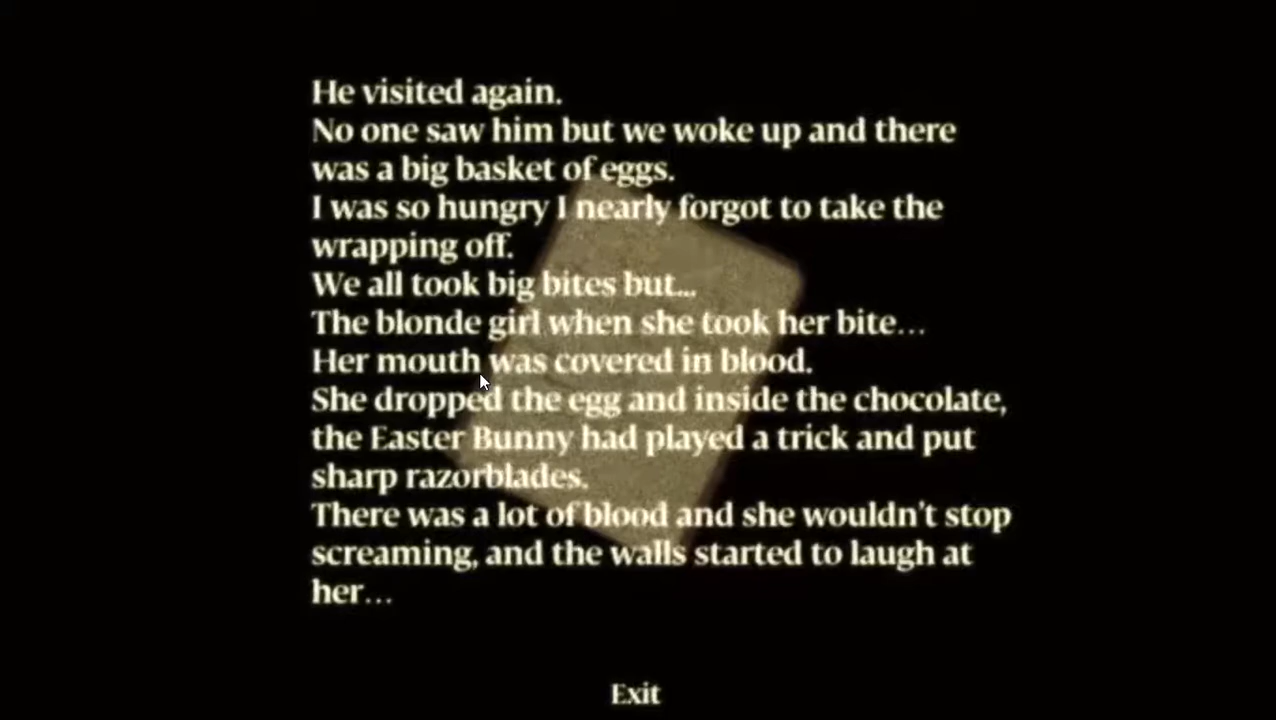 He visited again.
No one saw him but we woke up and there
was a big basket of eggs.
I was so hungry I nearly forgot to take the
wrapping off.
We all took big bites but...
The blonde girl when she took her bite...
Her mouth was covered in blood.
She dropped the egg and inside the chocolate,
the Easter Bunny had played a trick and put
sharp razorblades.
There was a lot of blood and she wouldn't stop
screaming, and the walls started to laugh at
her...
Exit